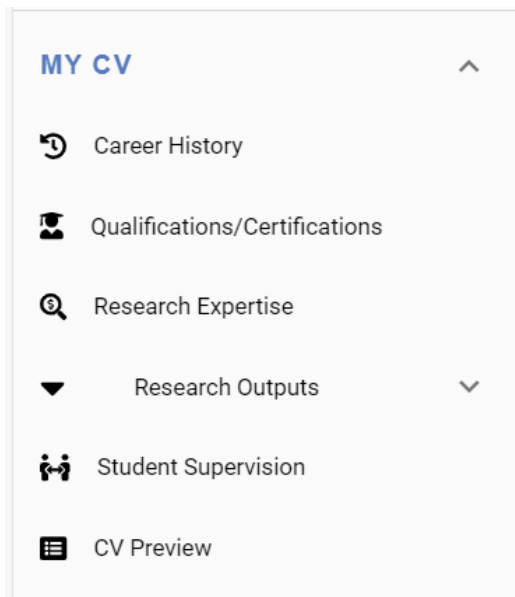 MY CV
Career History
Qualifications/Certifications
Research Expertise
Research Outputs
Student Supervision
CV Preview